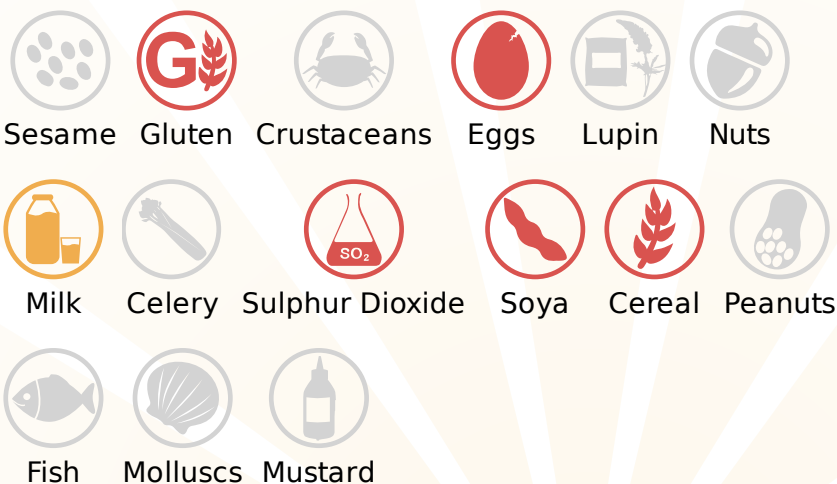 G
Sesame Gluten Crustaceans Eggs Lupin Nuts
SO₂
Milk Celery Sulphur Dioxide Soya Cereal Peanuts
Fish Molluscs Mustard